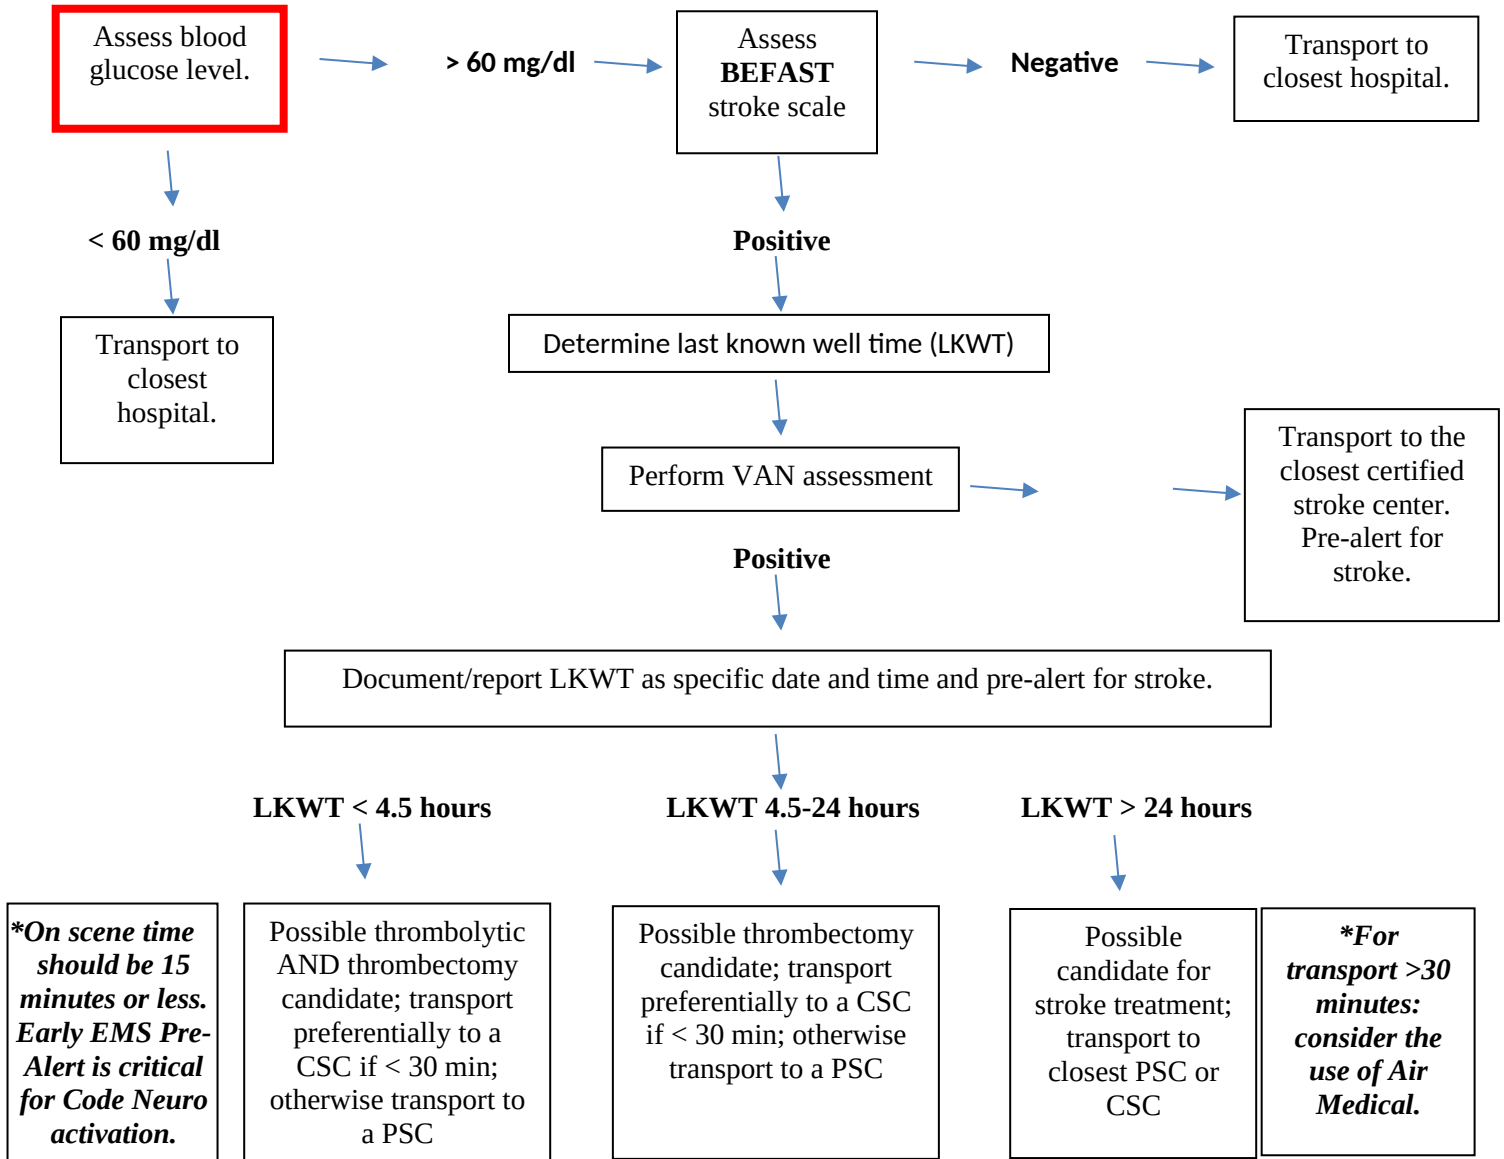 Assess blood
glucose level.
> 60 mg/dl
Assess
BEFAST
stroke scale
Negative
Transport to
closest hospital.
< 60 mg/dl
Positive
Transport to
closest
hospital.
Determine last known well time (LKWT)
Perform VAN assessment
Transport to the
closest certified
stroke center.
Pre-alert for
stroke.
Positive
Document/report LKWT as specific date and time and pre-alert for stroke.
LKWT < 4.5 hours
LKWT 4.5-24 hours
LKWT > 24 hours
*On scene time
should be 15
minutes or less.
Early EMS Pre-
Alert is critical
for Code Neuro
activation.
Possible thrombolytic
AND thrombectomy
candidate; transport
preferentially to a
CSC if < 30 min;
otherwise transport to
a PSC
Possible thrombectomy
candidate; transport
preferentially to a CSC
if < 30 min; otherwise
transport to a PSC
Possible
candidate for
stroke treatment;
transport to
closest PSC or
CSC
*For
transport >30
minutes:
consider the
use of Air
Medical.